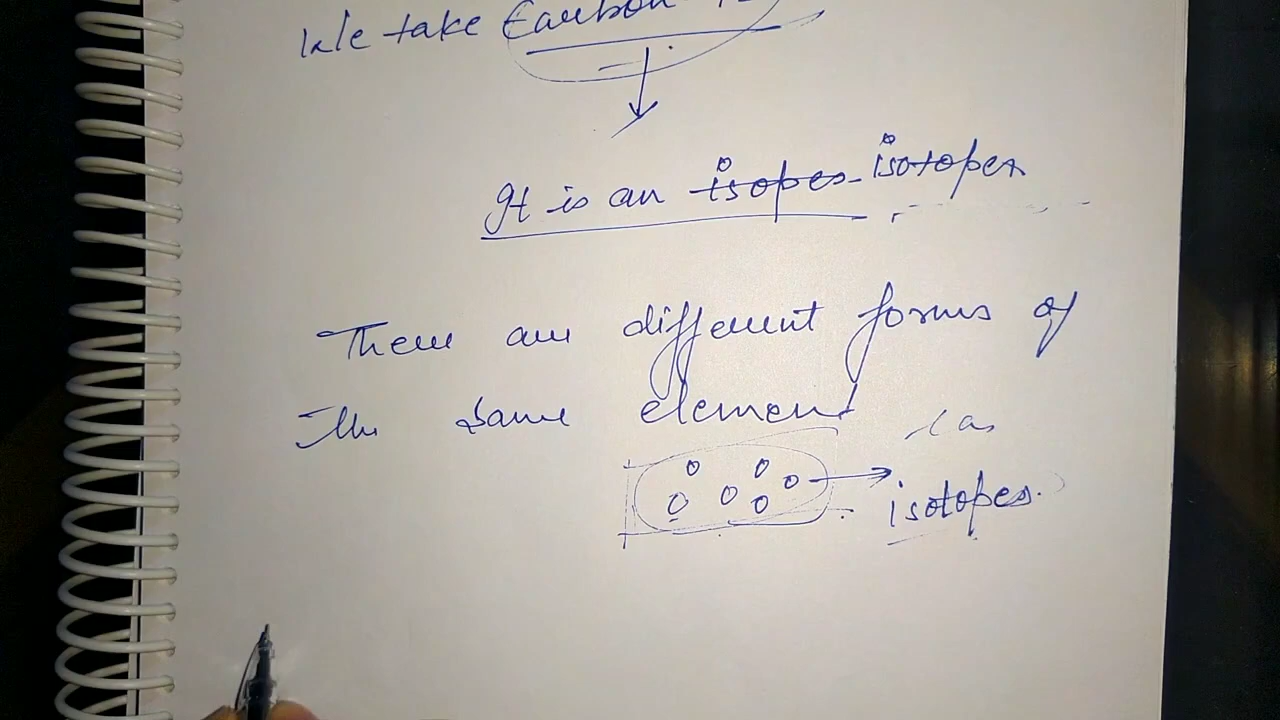 We take Carbon
It is an isopes isotopes
There are different forms of
The same element
as
isotopes.